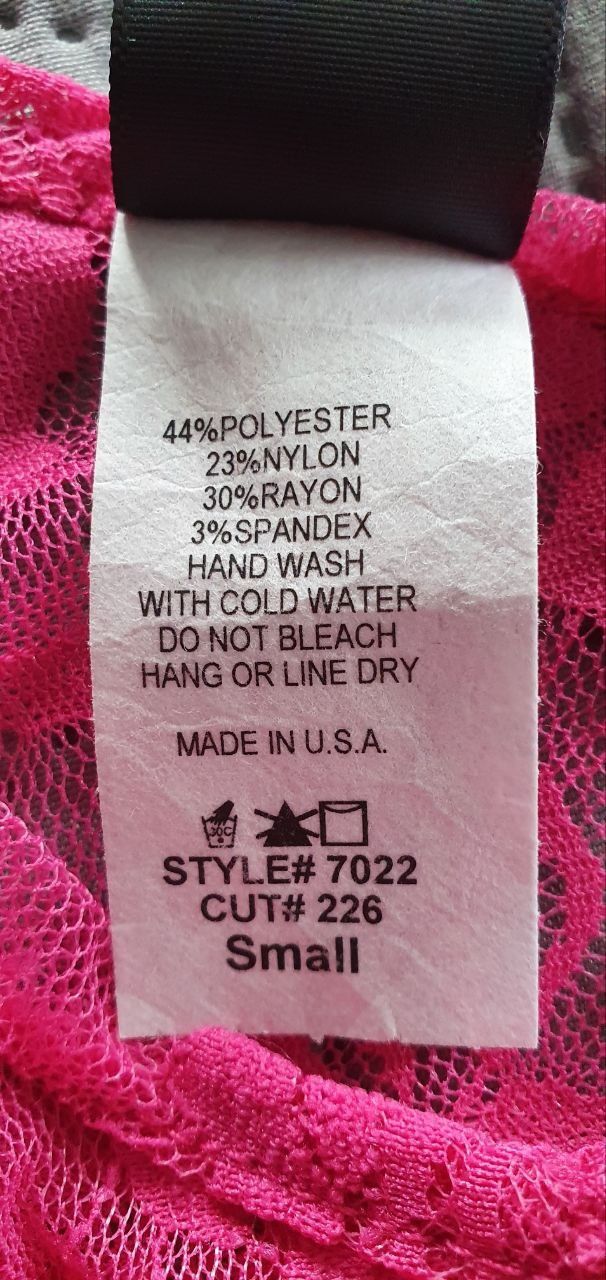 44%POLYESTER
23%NYLON
30%RAYON
3%SPANDEX
HAND WASH
WITH COLD WATER
DO NOT BLEACH
HANG OR LINE DRY
MADE IN U.S.A.
30C
STYLE# 7022
CUT# 226
Small